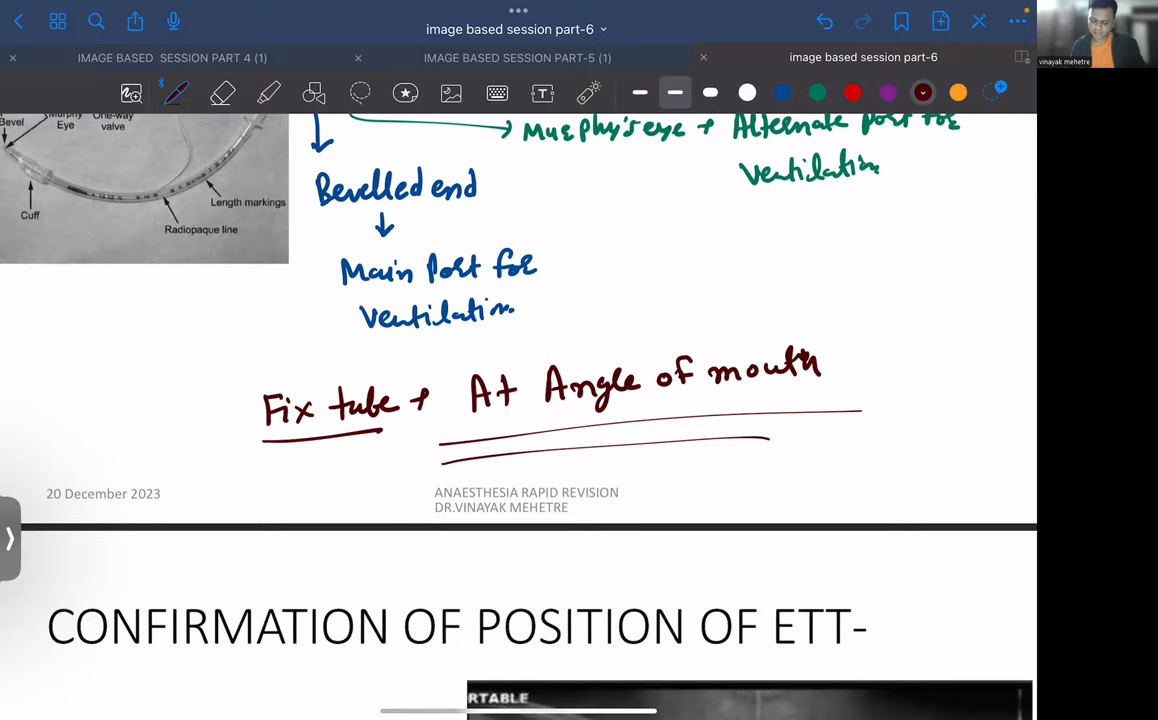 image based session part-6
IMAGE BASED SESSION PART 4 (1)
IMAGE BASED SESSION PART-5 (1)
image based session part-6
vinayak mehetre
Bevel
Murphy
Eye
One-way
valve
Cuff
Length markings
Radiopaque line
Murphy's eye → Alternate port for
ventilation
Bevelled end
Main port for
ventilation.
Fix tube → At Angle of mouth
20 December 2023
ANAESTHESIA RAPID REVISION
DR.VINAYAK MEHETRE
CONFIRMATION OF POSITION OF ETT-
RTABLE